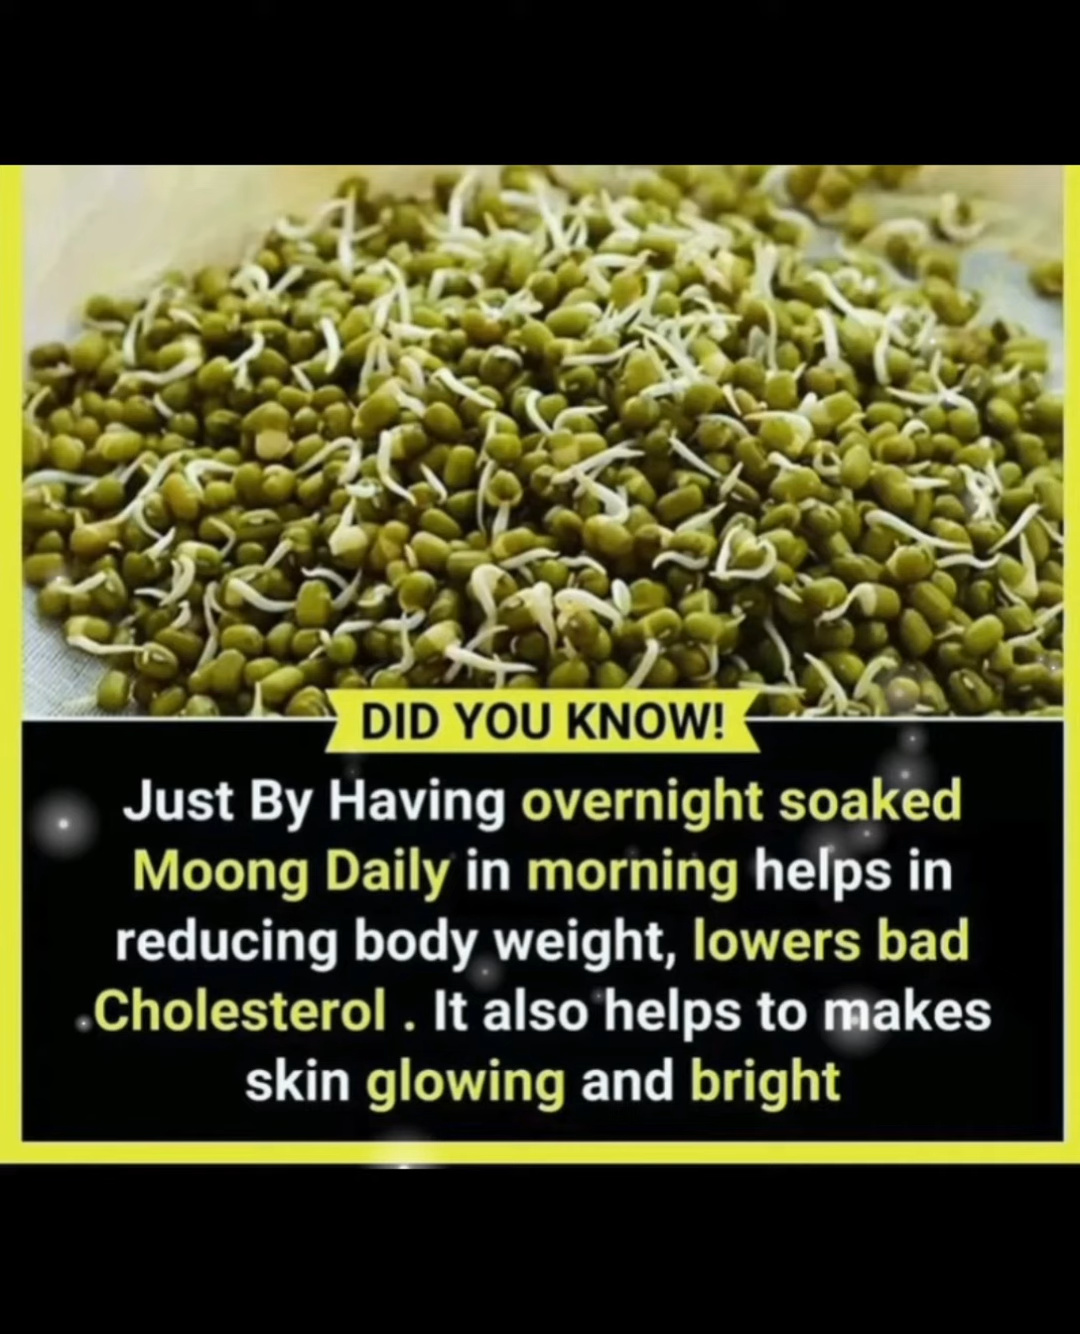 DID YOU KNOW!
Just By Having overnight soaked
Moong Daily in morning helps in
reducing body weight, lowers bad
Cholesterol . It also helps to makes
skin glowing and bright